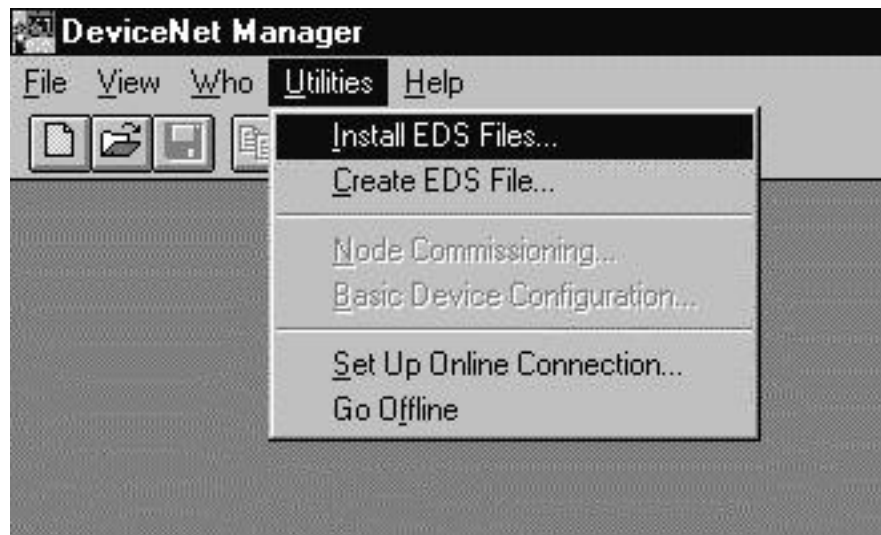 DeviceNet Manager
File View Who Utilities Help
Install EDS Files...
Create EDS File...
Node Commissioning...
Basic Device Configuration...
Set Up Online Connection...
Go Offline